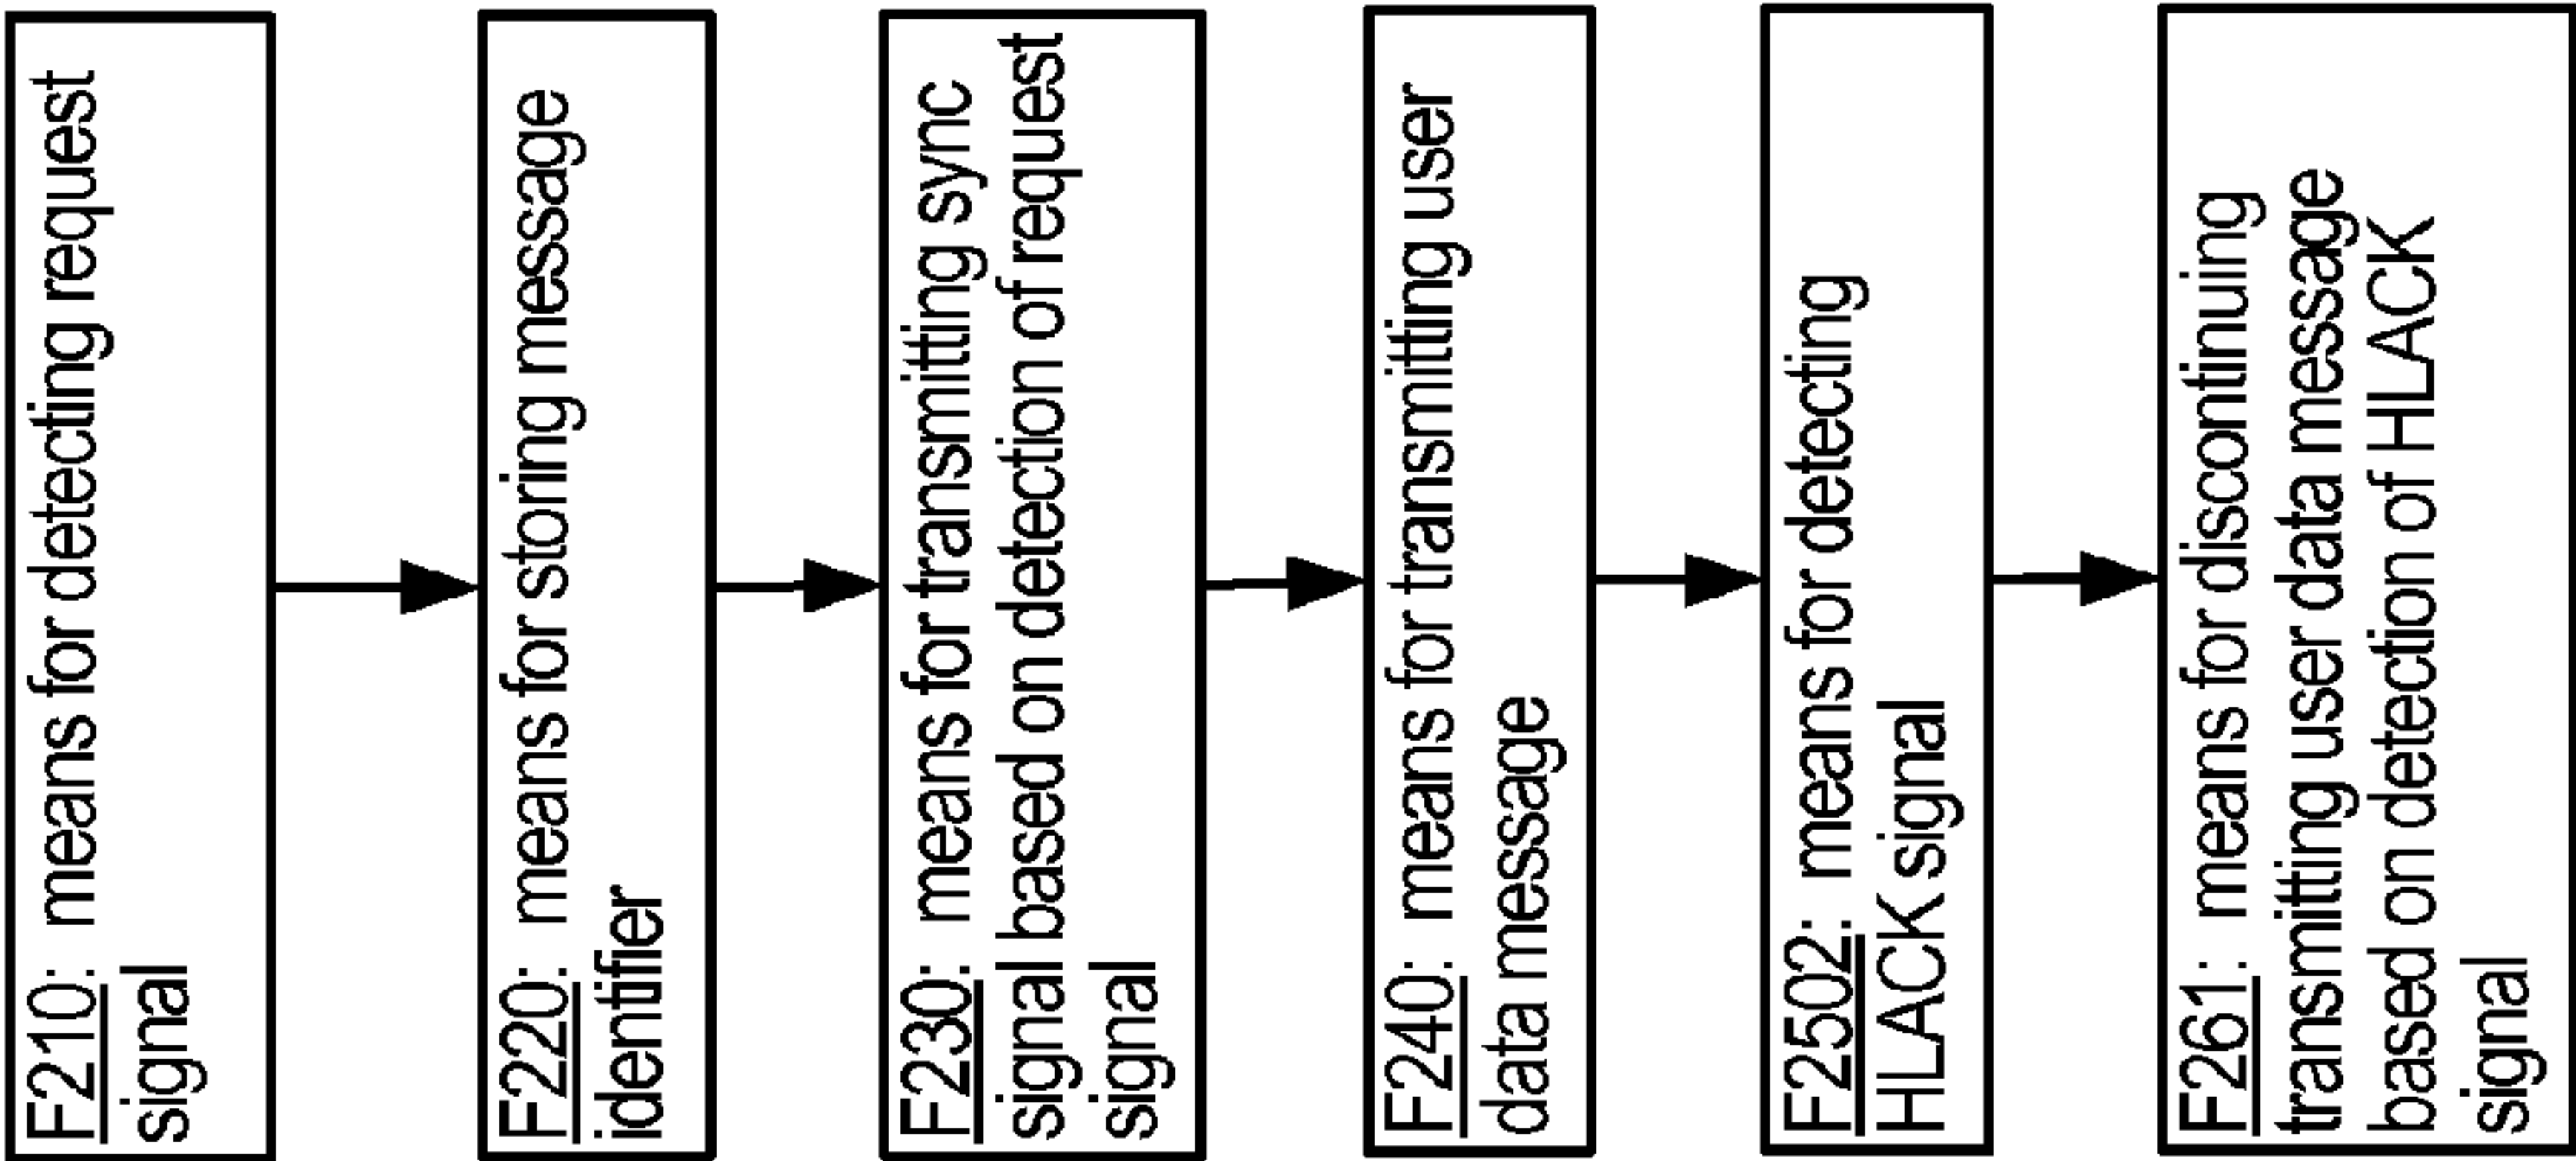 F210: means for detecting request
signal
F220: means for storing message
identifier
F230: means for transmitting sync
signal based on detection of request
signal
F240: means for transmitting user
data message
F2502: means for detecting
HLACK signal
F261: means for discontinuing
transmitting user data message
based on detection of HLACK
signal